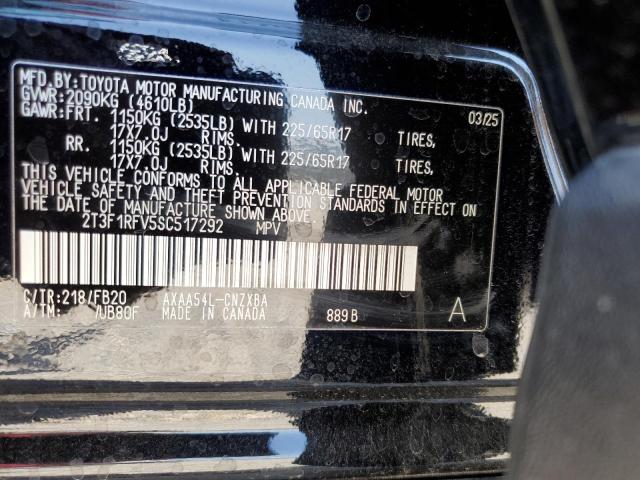 MFD.BY:TOYOTA MOTOR MANUFACTURING CANADA INC.
GVWR:2090KG (4610LB) 03/25
GAWR:FRT. 1150KG (2535LB) WITH 225/65R17 TIRES,
17X7.0J RIMS.
RR. 1150KG (2535LB) WITH 225/65R17 TIRES,
17X7.0J RIMS.
THIS VEHICLE CONFORMS TO ALL APPLICABLE FEDERAL MOTOR
VEHICLE SAFETY AND THEFT PREVENTION STANDARDS IN EFFECT ON
THE DATE OF MANUFACTURE SHOWN ABOVE.
2T3F1RFV5SC517292 MPV
C/TR:218/FB20 AXAA54L-CNZXBA
A/TM: /UB80F MADE IN CANADA 889B A